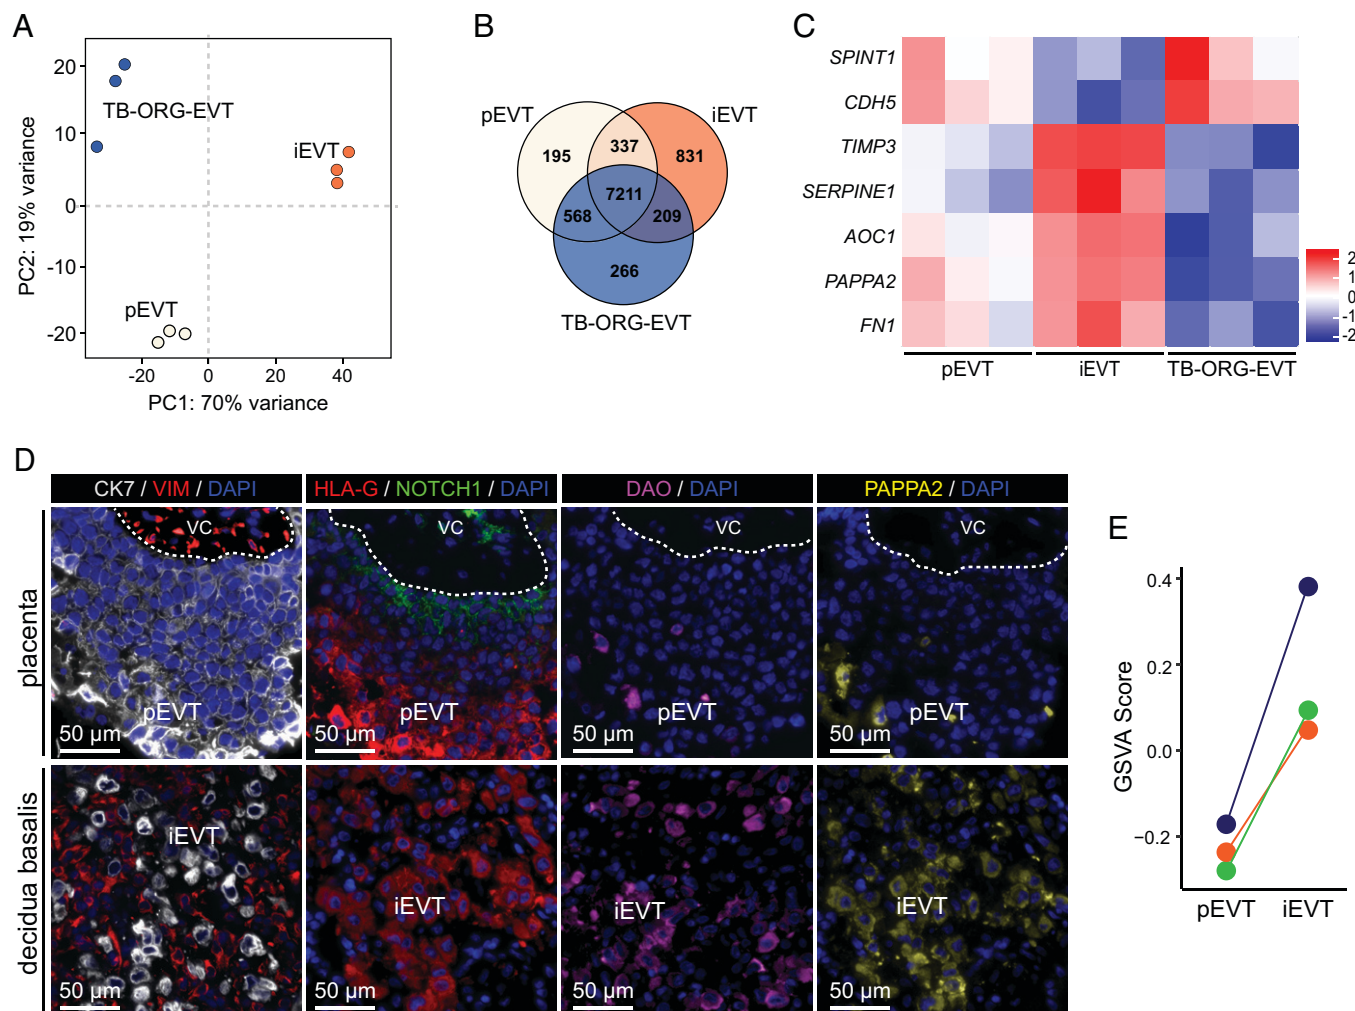 A
20
10
0
-10
-20
PC2: 19% variance
TB-ORG-EVT
iEVT
pEVT
-20 0 20 40
PC1: 70% variance
B
pEVT
iEVT
195
337
831
7211
568
209
266
TB-ORG-EVT
C
SPINT1
CDH5
TIMP3
SERPINE1
AOC1
PAPPA2
FN1
pEVT iEVT TB-ORG-EVT
2
1
0
-1
-2
D
CK7 / VIM / DAPI
HLA-G / NOTCH1 / DAPI
DAO / DAPI
PAPPA2 / DAPI
placenta
VC
pEVT
50 µm
VC
pEVT
50 µm
VC
pEVT
50 µm
VC
pEVT
50 µm
decidua basalis
iEVT
50 µm
iEVT
50 µm
iEVT
50 µm
iEVT
50 µm
E
0.4
0.2
0.0
−0.2
GSVA Score
pEVT iEVT